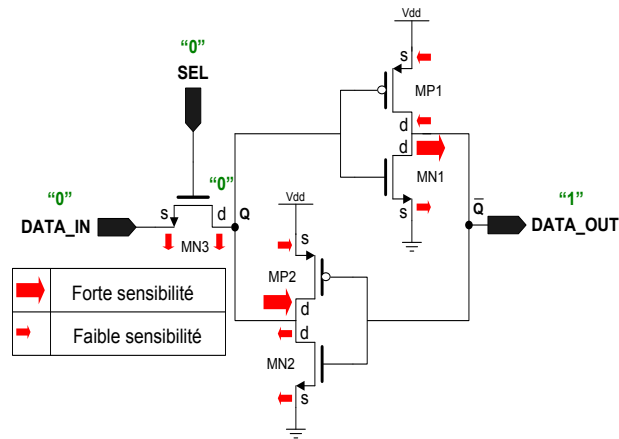 Vdd
“0”
SEL
s
MP1
d
d
MN1
s
“0”
“0”
“1”
DATA_IN
s
d
Q
MN3
Q̅
DATA_OUT
Vdd
s
MP2
d
d
MN2
s
Forte sensibilité
Faible sensibilité